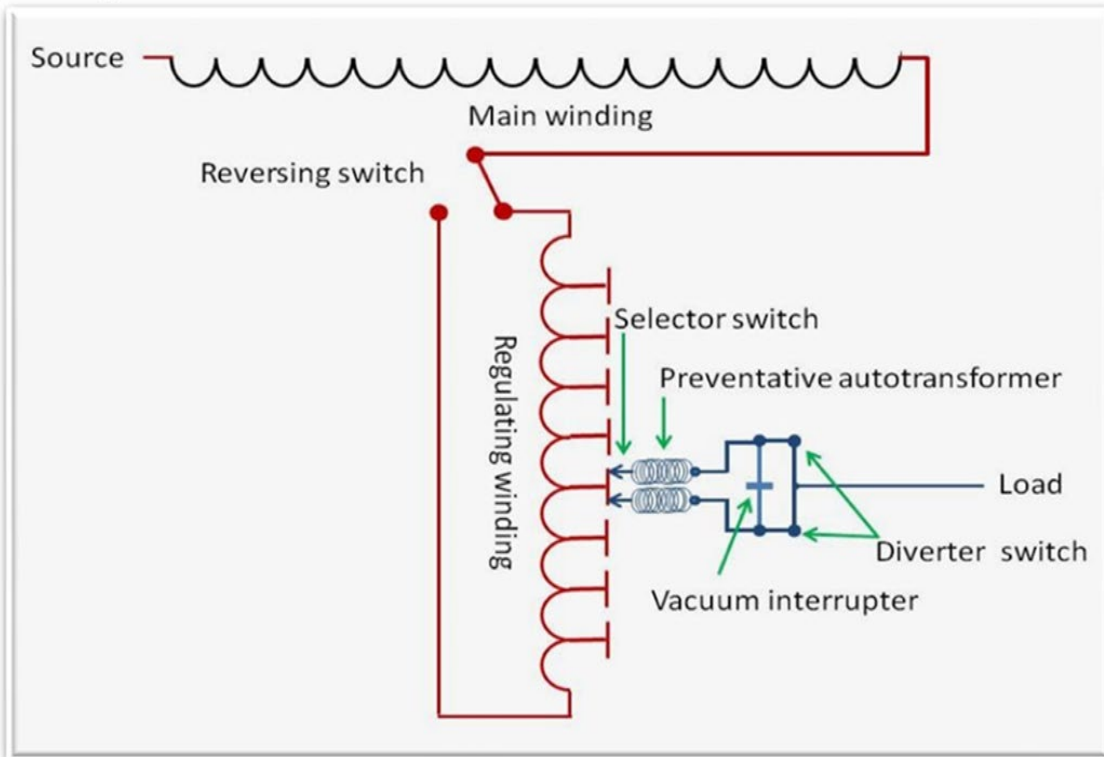 Source
Main winding
Reversing switch
Selector switch
Preventative autotransformer
Regulating winding
Load
Diverter switch
Vacuum interrupter